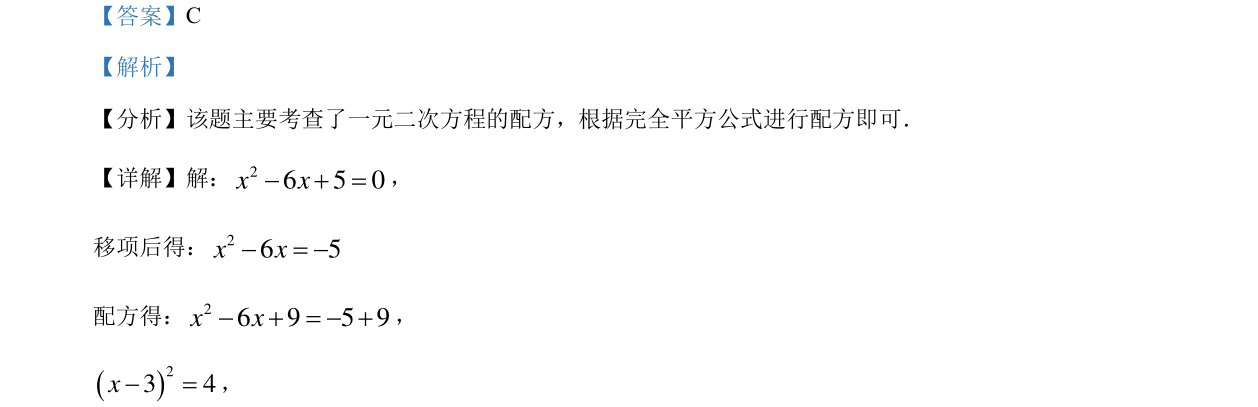 【答案】C
【解析】
【分析】该题主要考查了一元二次方程的配方，根据完全平方公式进行配方即可．
【详解】解：x² − 6x + 5 = 0，
移项后得：x² − 6x = −5
配方得：x² − 6x + 9 = −5 + 9，
(x − 3)² = 4，